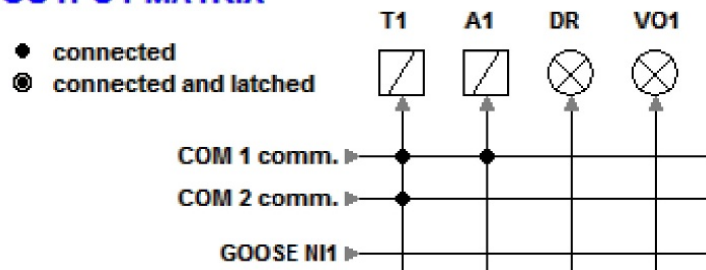 OUTPUT MATRIX
T1 A1 DR VO1
connected
connected and latched
COM 1 comm.
COM 2 comm.
GOOSE NI1